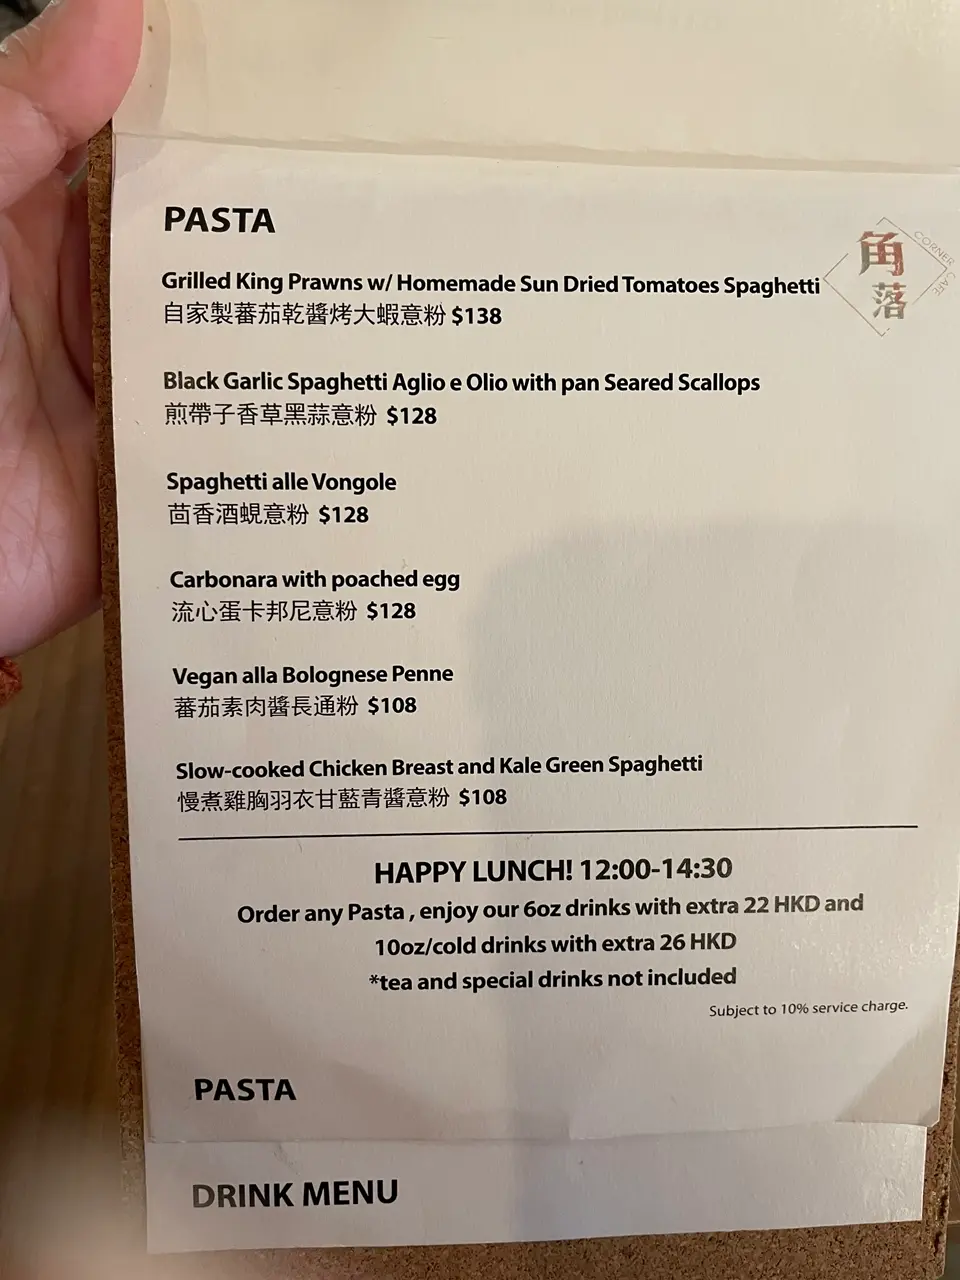 PASTA
角落
CORNER CAFE
Grilled King Prawns w/ Homemade Sun Dried Tomatoes Spaghetti
自家製蕃茄乾醬烤大蝦意粉 $138
Black Garlic Spaghetti Aglio e Olio with pan Seared Scallops
煎帶子香草黑蒜意粉 $128
Spaghetti alle Vongole
茴香酒蜆意粉 $128
Carbonara with poached egg
流心蛋卡邦尼意粉 $128
Vegan alla Bolognese Penne
蕃茄素肉醬長通粉 $108
Slow-cooked Chicken Breast and Kale Green Spaghetti
慢煮雞胸羽衣甘藍青醬意粉 $108
HAPPY LUNCH! 12:00-14:30
Order any Pasta , enjoy our 6oz drinks with extra 22 HKD and
10oz/cold drinks with extra 26 HKD
*tea and special drinks not included
Subject to 10% service charge.
PASTA
DRINK MENU